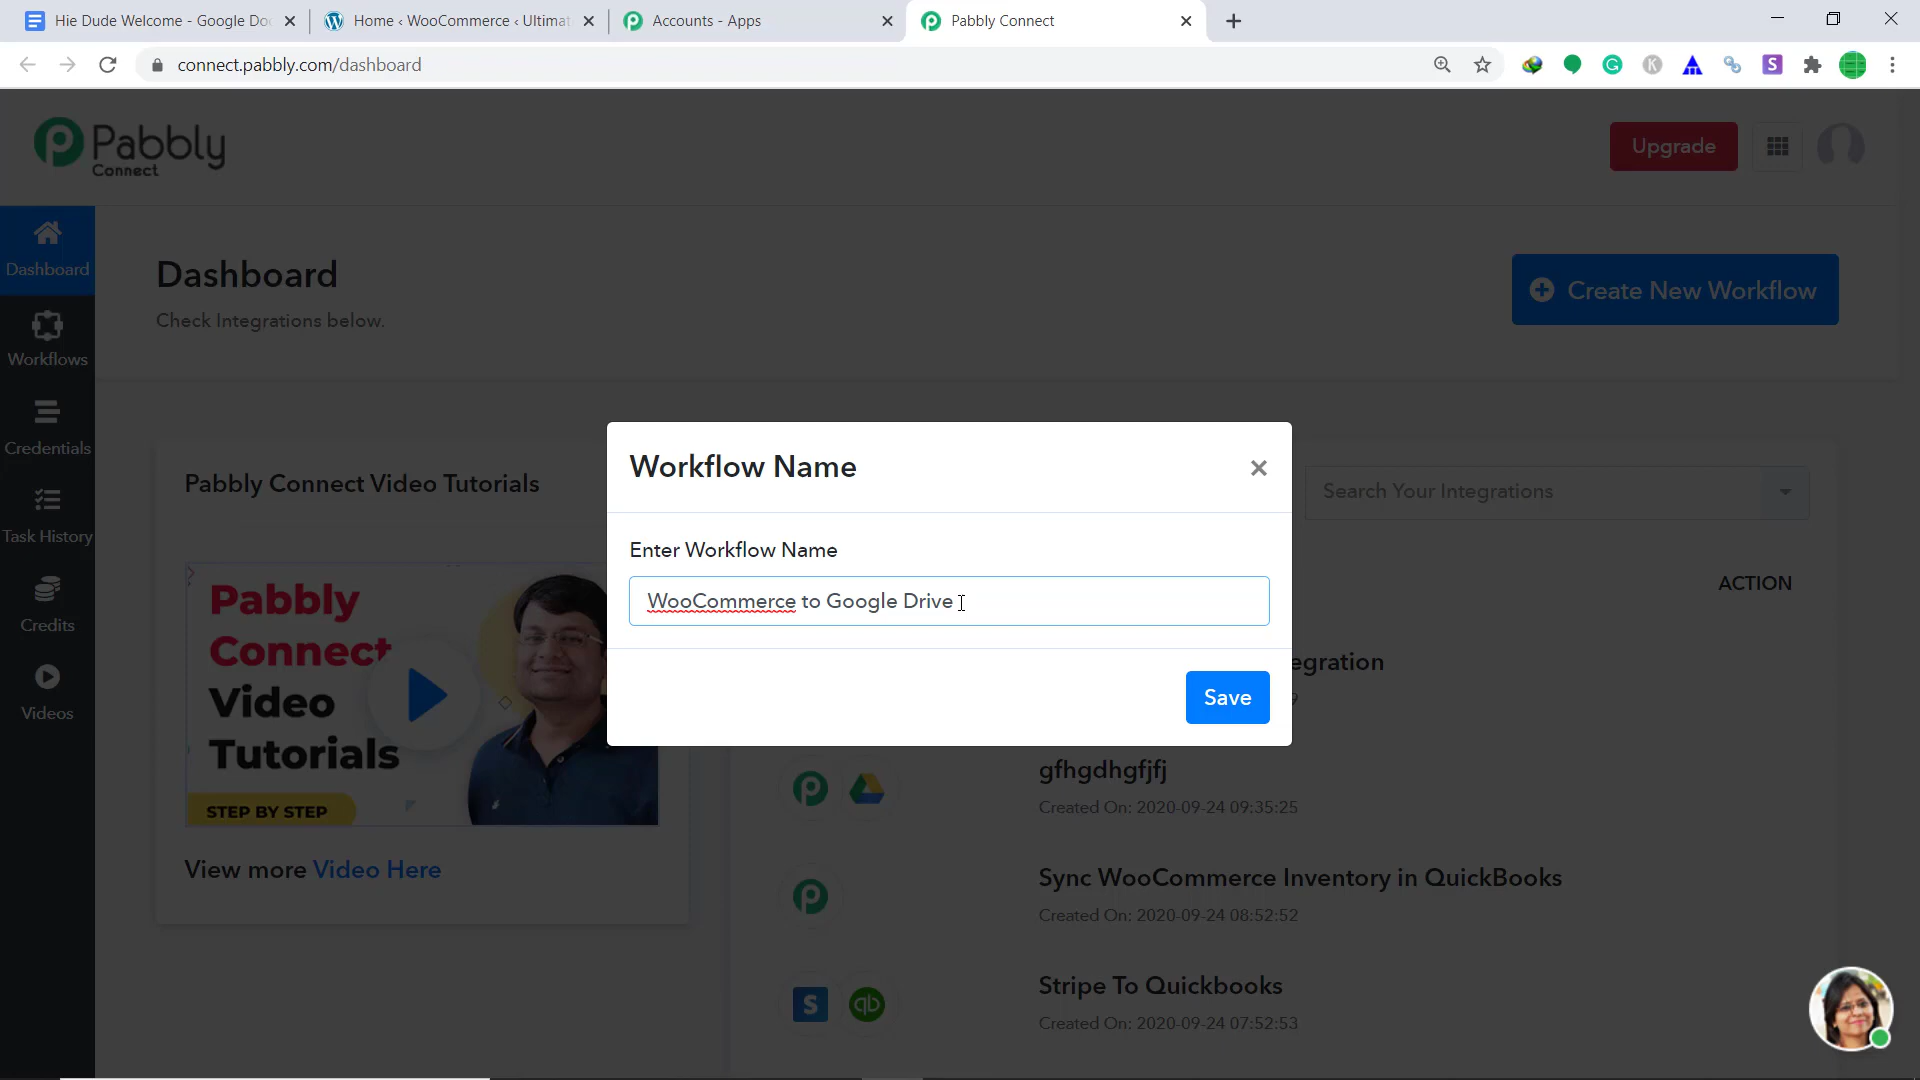 Hie Dude Welcome - Google Do
Home ‹ WooCommerce ‹ Ultimat
Accounts - Apps
Pabbly Connect
connect.pabbly.com/dashboard
Pabbly
Connect
Upgrade
Dashboard
Workflows
Credentials
Task History
Credits
Videos
Dashboard
Check Integrations below.
Create New Workflow
Pabbly Connect Video Tutorials
Pabbly
Connect
Video
Tutorials
STEP BY STEP
View more Video Here
Workflow Name
Enter Workflow Name
WooCommerce to Google Drive
Save
Search Your Integrations
ACTION
egration
gfhgdhgfjfj
Created On: 2020-09-24 09:35:25
Sync WooCommerce Inventory in QuickBooks
Created On: 2020-09-24 08:52:52
Stripe To Quickbooks
Created On: 2020-09-24 07:52:53